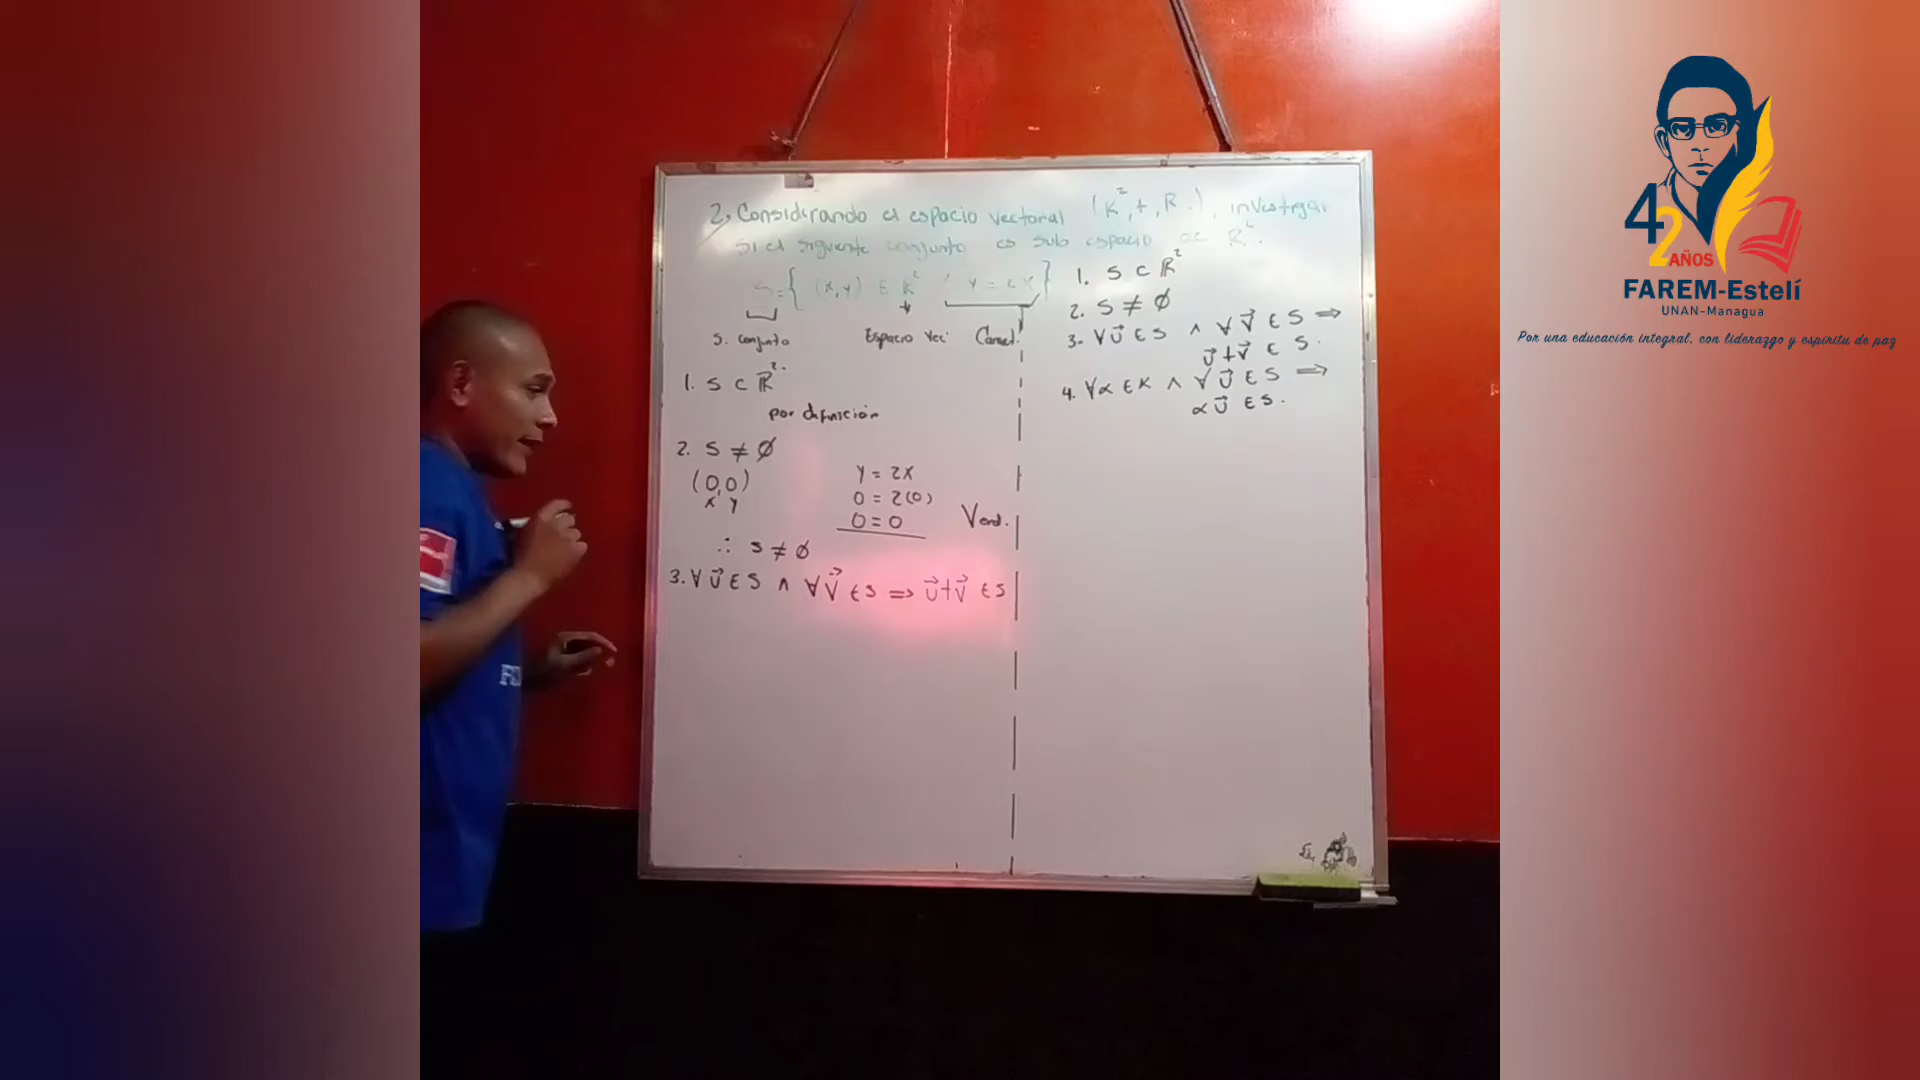 2. Considerando el espacio vectorial (R², +, R .), investigar
si el siguiente conjunto es sub espacio de R².
S = { (x,y) ∈ R² / y = 2x }
S. conjunto Espacio Vec. Caract.
1. S ⊂ R².
por definición
2. S ≠ ∅
(0,0)
x y
y = 2x
0 = 2(0)
0 = 0 Verd.
∴ S ≠ ∅
3. ∀ U⃗ ∈ S ∧ ∀ V⃗ ∈ S ⇒ U⃗ + V⃗ ∈ S
1. S ⊂ R²
2. S ≠ ∅
3. ∀ U⃗ ∈ S ∧ ∀ V⃗ ∈ S ⇒
U⃗ + V⃗ ∈ S.
4. ∀ α ∈ K ∧ ∀ U⃗ ∈ S ⇒
α U⃗ ∈ S.
42
AÑOS
FAREM-Estelí
UNAN-Managua
Por una educación integral, con liderazgo y espíritu de paz